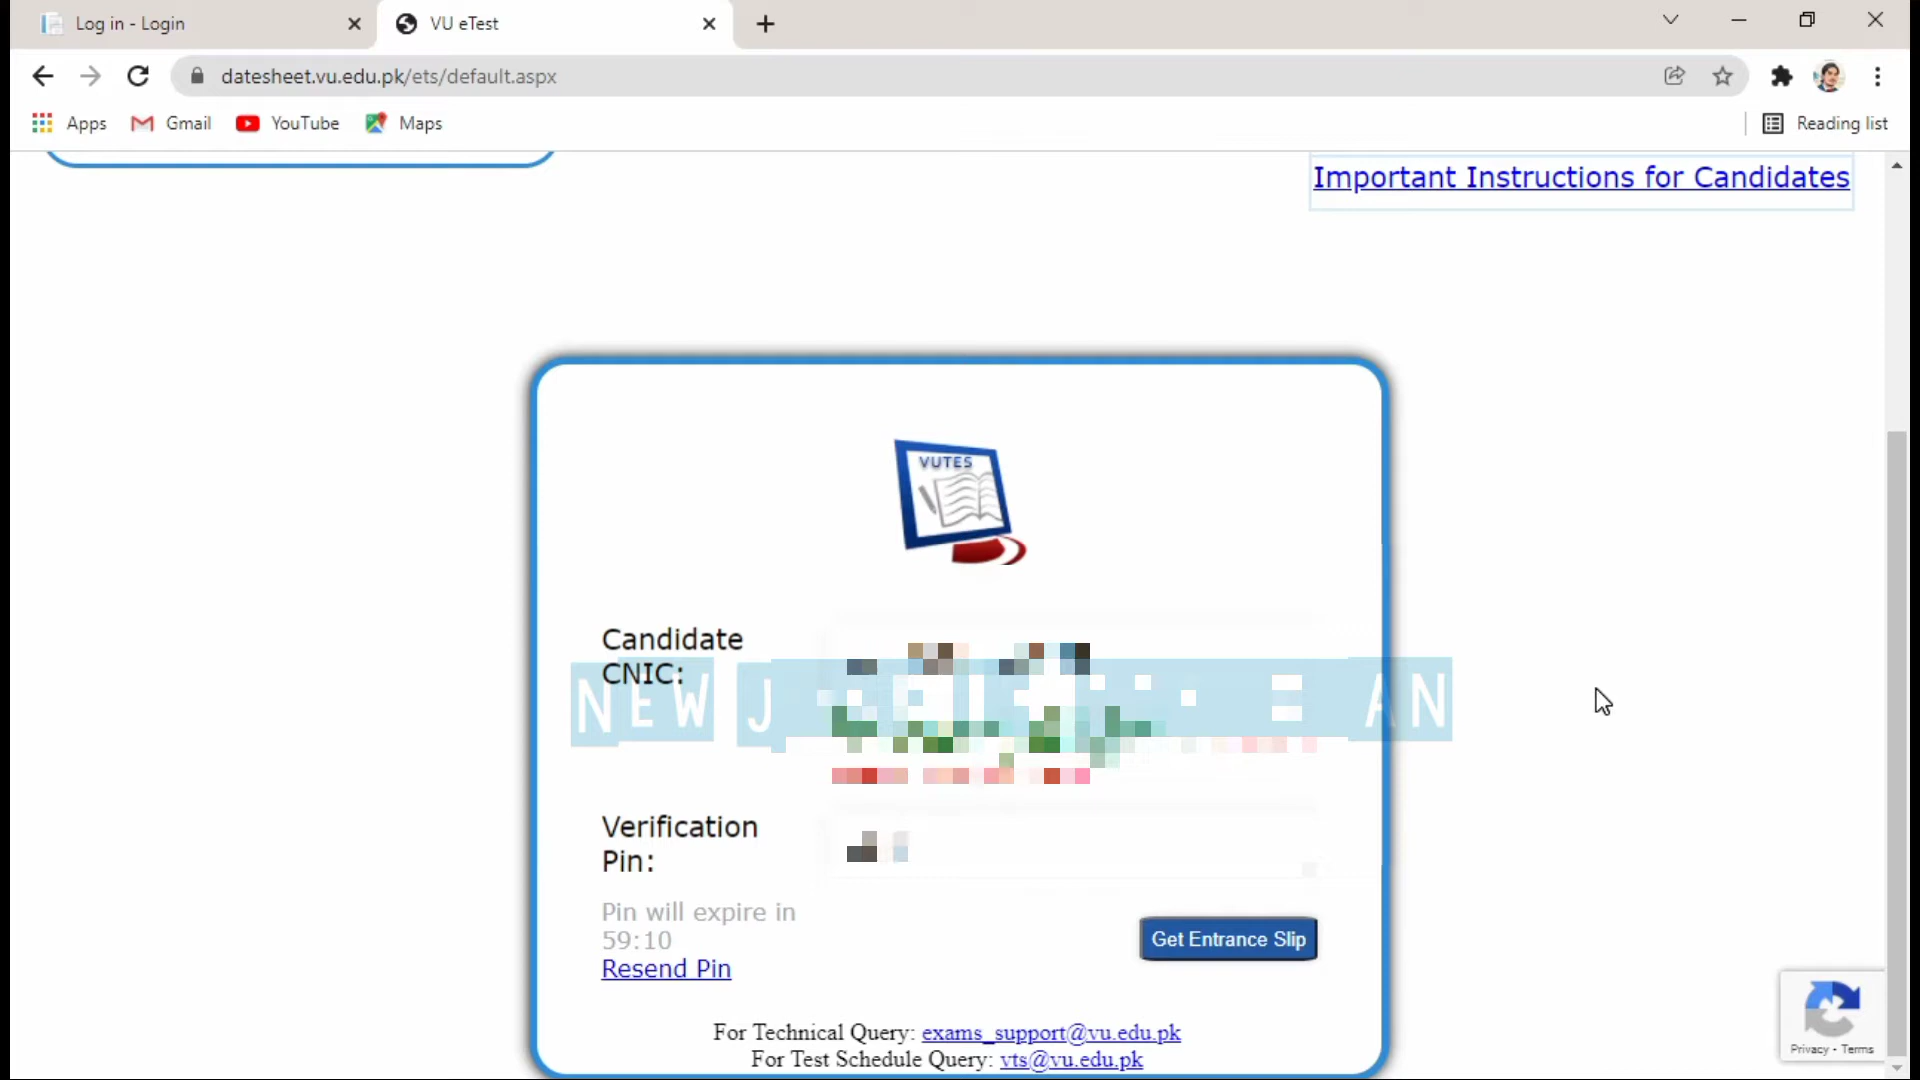 Log in - Login
VU eTest
datesheet.vu.edu.pk/ets/default.aspx
Apps
Gmail
YouTube
Maps
Reading list
Important Instructions for Candidates
VUTES
Candidate
CNIC:
NEW J
AN
Verification
Pin:
Pin will expire in
59:10
Get Entrance Slip
Resend Pin
For Technical Query: exams_support@vu.edu.pk
For Test Schedule Query: vts@vu.edu.pk
Privacy - Terms